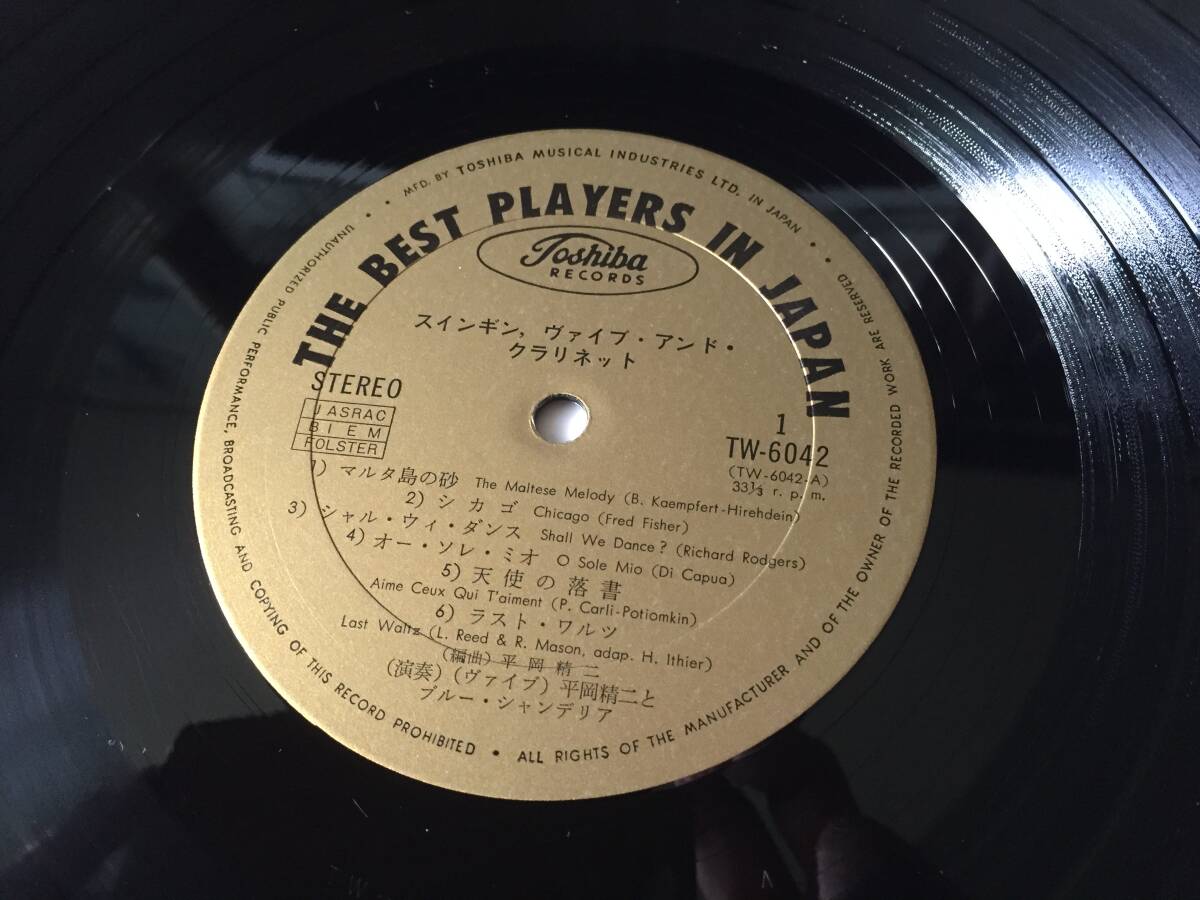 MFD. BY TOSHIBA MUSICAL INDUSTRIES LTD. IN JAPAN •
THE BEST PLAYERS IN JAPAN
Toshiba
RECORDS
スインギン, ヴァイブ・アンド・
クラリネット
STEREO
JASRAC
BIEM
FOLSTER
1
TW-6042
(TW-6042-A)
33⅓ r. p. m.
1) マルタ島の砂 The Maltese Melody (B. Kaempfert-Hirehdein)
2) シカゴ Chicago (Fred Fisher)
3) シャル・ウィ・ダンス Shall We Dance? (Richard Rodgers)
4) オー・ソレ・ミオ O Sole Mio (Di Capua)
5) 天使の落書
Aime Ceux Qui T'aiment (P. Carli-Potiomkin)
6) ラスト・ワルツ
Last Waltz (L. Reed & R. Mason, adap. H. Ithier)
(編曲) 平岡精二
(演奏) (ヴァイブ) 平岡精二と
ブルー・シャンデリア
UNAUTHORIZED PUBLIC PERFORMANCE, BROADCASTING AND COPYING OF THIS RECORD PROHIBITED • ALL RIGHTS OF THE MANUFACTURER AND OF THE OWNER OF THE RECORDED WORK ARE RESERVED •